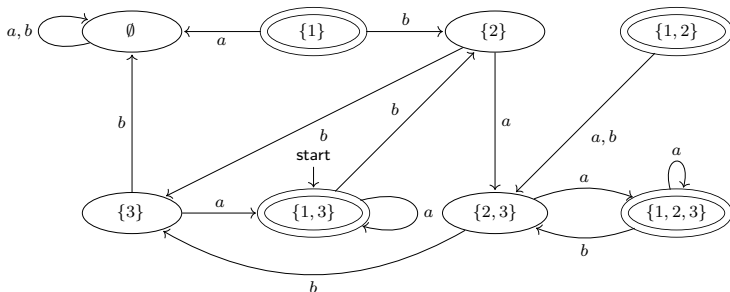 a, b
∅
a
{1}
b
{2}
{1, 2}
b
b
b
a
a, b
start
a
{3}
a
{1, 3}
a
{2, 3}
a
{1, 2, 3}
b
b